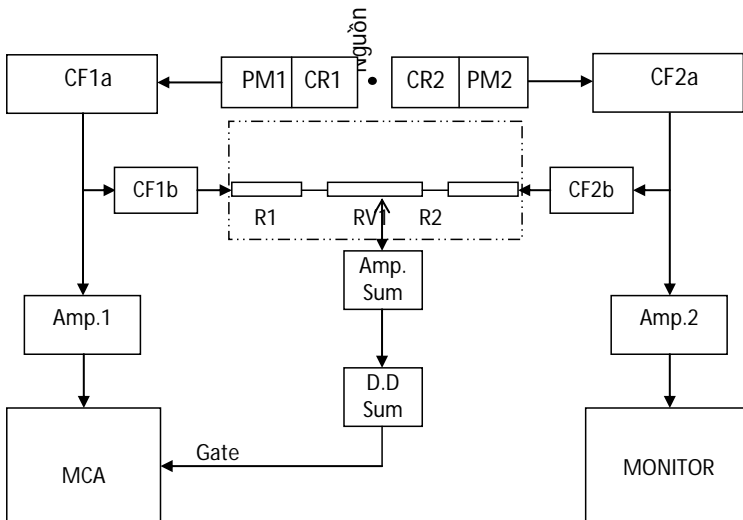 Nguồn
CF1a
PM1
CR1
CR2
PM2
CF2a
CF1b
CF2b
R1
RV1
R2
Amp.
Sum
Amp.1
Amp.2
D.D
Sum
Gate
MCA
MONITOR